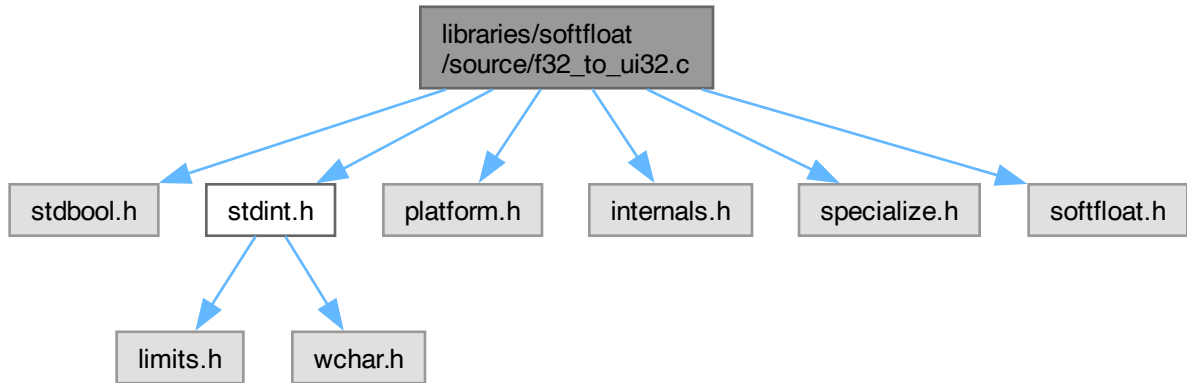 libraries/softfloat
/source/f32_to_ui32.c
stdbool.h
stdint.h
platform.h
internals.h
specialize.h
softfloat.h
limits.h
wchar.h